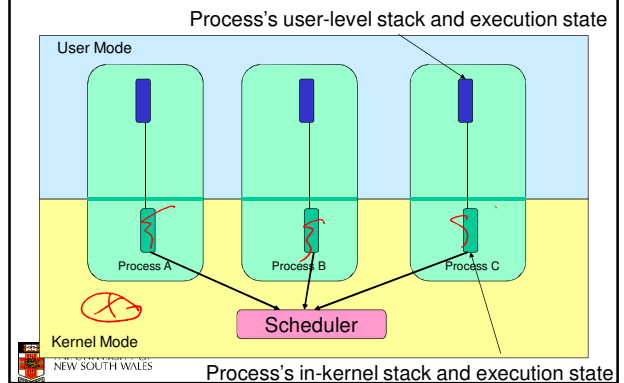 Process's user-level stack and execution state
User Mode
Process A
Process B
Process C
Scheduler
Kernel Mode
NEW SOUTH WALES
Process's in-kernel stack and execution state